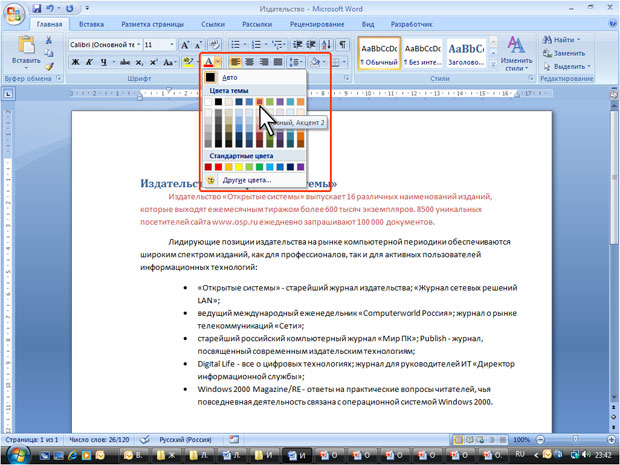 Издательство - Microsoft Word
Главная Вставка Разметка страницы Ссылки Рассылки Рецензирование Вид Разработчик
Calibri (Основной те 11
Вставить
AaBbCcDc AaBbCcDc AaBbCc
¶ Обычный ¶ Без инте... Заголово...
Изменить стили
Найти
Заменить
Выделить
Буфер обмена Шрифт Стили Редактирование
Авто
Цвета темы
ный, Акцент 2
Стандартные цвета
Другие цвета...
Издательс темы»
Издательство «Открытые системы» выпускает 16 различных наименований изданий,
которые выходят ежемесячным тиражом более 600 тысяч экземпляров. 8500 уникальных
посетителей сайта www.osp.ru ежедневно запрашивают 100 000 документов.
Лидирующие позиции издательства на рынке компьютерной периодики обеспечиваются
широким спектром изданий, как для профессионалов, так и для активных пользователей
информационных технологий:
• «Открытые системы» - старейший журнал издательства; «Журнал сетевых решений
LAN»;
• ведущий международный еженедельник «Computerworld Россия»; журнал о рынке
телекоммуникаций «Сети»;
• старейший российский компьютерный журнал «Мир ПК»; Publish - журнал,
посвященный современным издательским технологиям;
• Digital Life - все о цифровых технологиях; журнал для руководителей ИТ «Директор
информационной службы»;
• Windows 2000 Magazine/RE - ответы на практические вопросы читателей, чья
повседневная деятельность связана с операционной системой Windows 2000.
Страница: 1 из 1 Число слов: 26/120 Русский (Россия) 100%
В. Ж Л. И И О О О О. RU 23:42